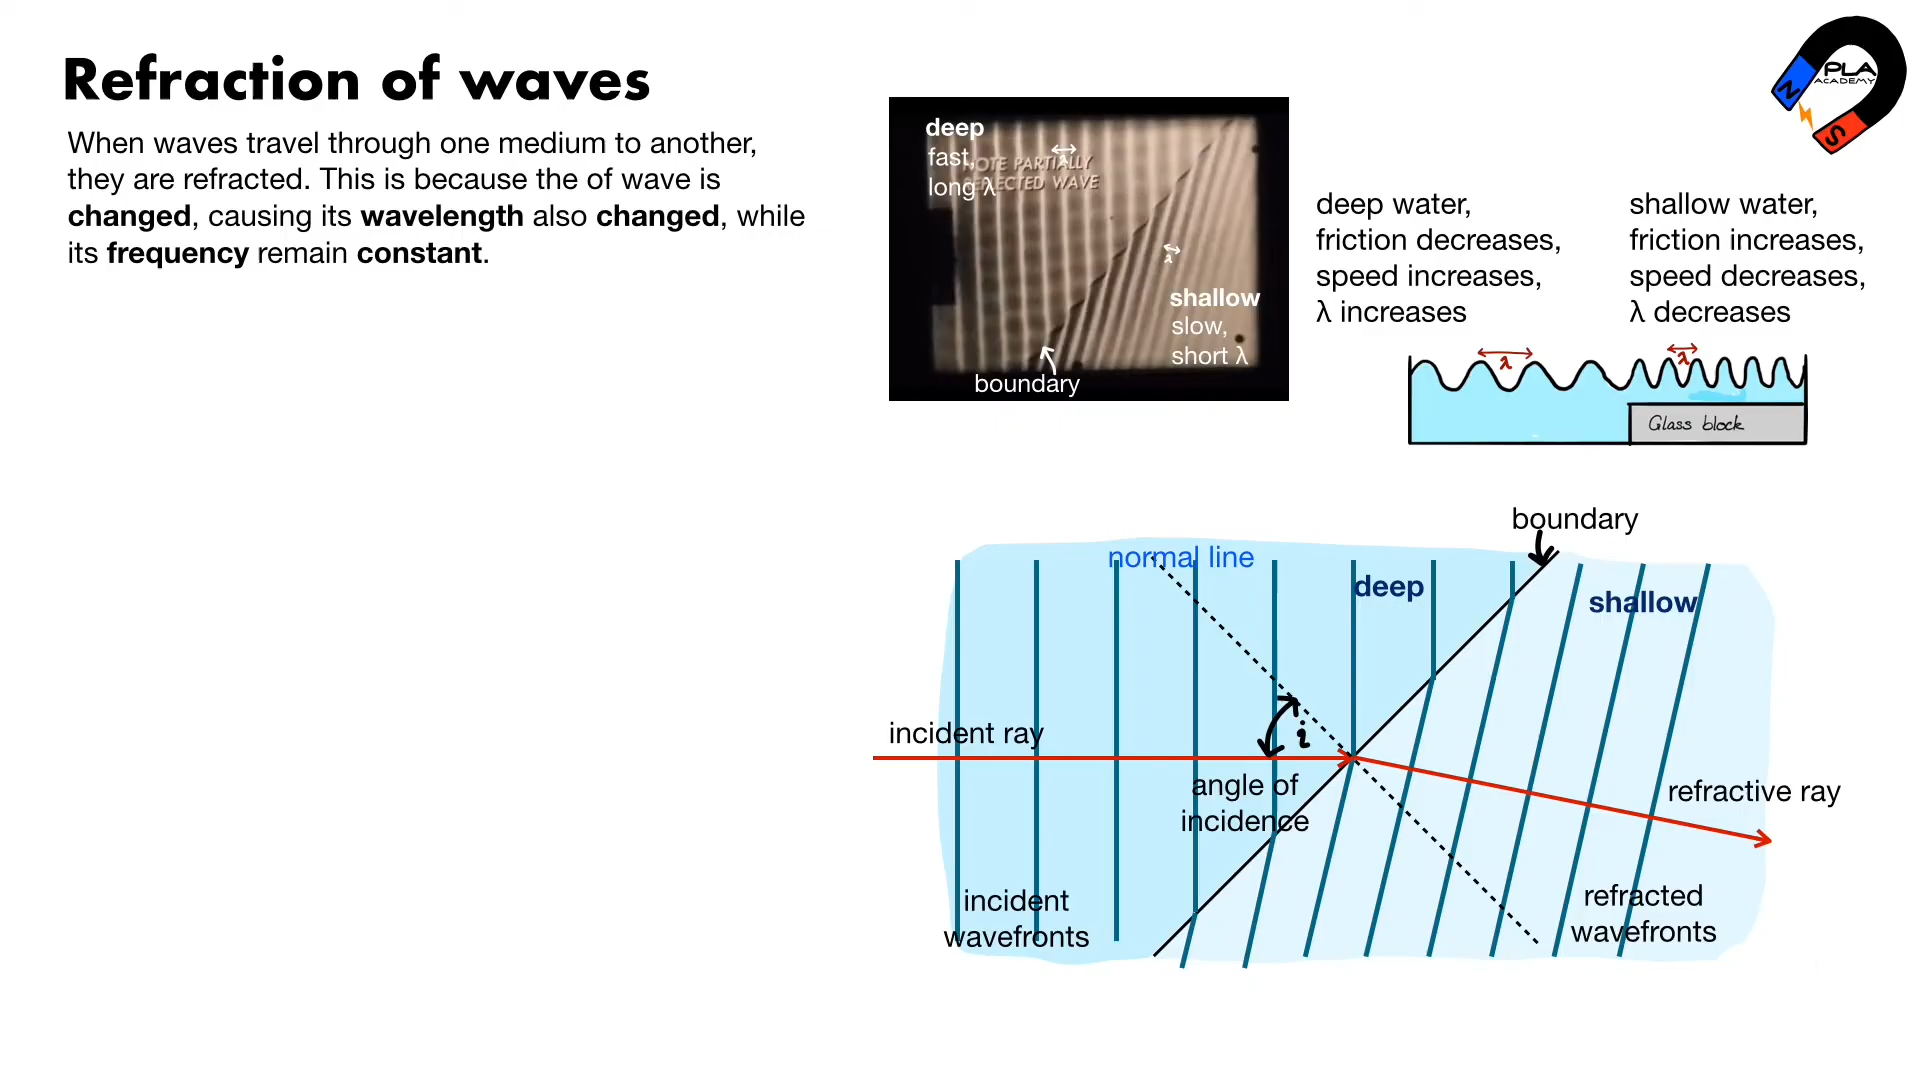 Refraction of waves
When waves travel through one medium to another,
they are refracted. This is because the of wave is
changed, causing its wavelength also changed, while
its frequency remain constant.
PLA
ACADEMY
N
S
deep
fast,
long λ
NOTE PARTIALLY
REFLECTED WAVE
λ
λ
shallow
slow,
short λ
boundary
deep water,
friction decreases,
speed increases,
λ increases
shallow water,
friction increases,
speed decreases,
λ decreases
λ
λ
Glass block
boundary
normal line
deep
shallow
incident ray
i
angle of
incidence
refractive ray
incident
wavefronts
refracted
wavefronts